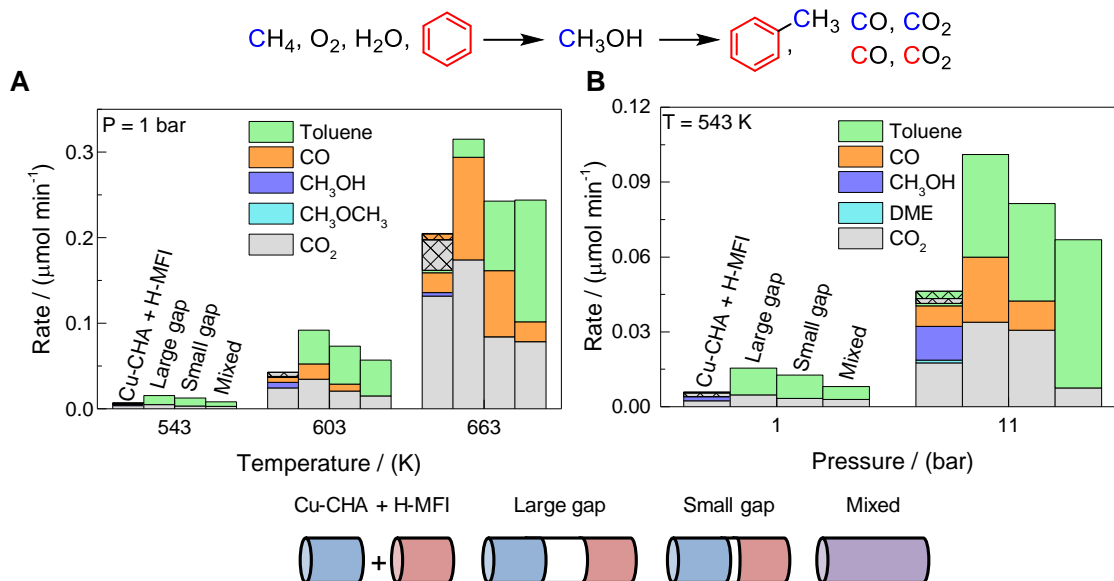 CH4, O2, H2O, CH3OH CH3 , CO, CO2
CO, CO2
A
P = 1 bar
Toluene
CO
CH3OH
CH3OCH3
CO2
Cu-CHA + H-MFI
Large gap
Small gap
Mixed
0.3
0.2
0.1
0.0
Rate / (μmol min-1)
543 603 663
Temperature / (K)
B
T = 543 K
Toluene
CO
CH3OH
DME
CO2
Cu-CHA + H-MFI
Large gap
Small gap
Mixed
0.12
0.09
0.06
0.03
0.00
Rate / (μmol min-1)
1 11
Pressure / (bar)
Cu-CHA + H-MFI Large gap Small gap Mixed
+